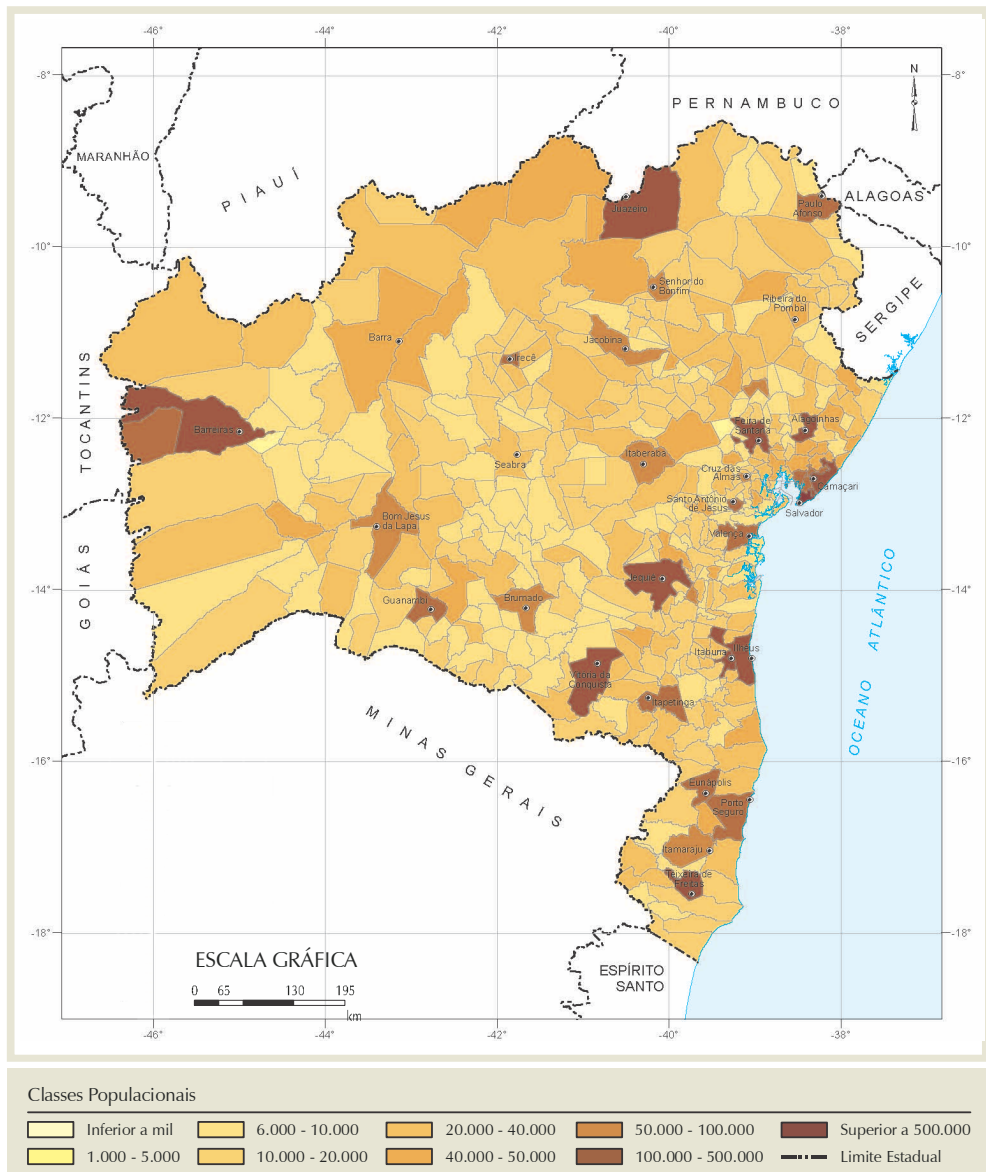 -46° -44° -42° -40° -38°
-8° -8°
N
PERNAMBUCO
MARANHÃO
PIAUÍ
ALAGOAS
Juazeiro
Paulo
Afonso
-10° -10°
Senhor do
Bonfim
Ribeira do
Pombal
SERGIPE
Barra
Jacobina
Irecê
TOCANTINS
-12° -12°
Barreiras
Feira de
Santana
Alagoinhas
Seabra
Itaberaba
Cruz das
Almas
Camaçari
Santo Antônio
de Jesus
Salvador
Bom Jesus
da Lapa
Valença
GOIÁS
Jequié
-14° -14°
Guanambi
Brumado
OCEANO ATLÂNTICO
Itabuna
Ilhéus
Vitória da
Conquista
Itapetinga
MINAS GERAIS
-16° -16°
Eunápolis
Porto
Seguro
Itamaraju
Teixeira de
Freitas
-18° -18°
ESCALA GRÁFICA
0 65 130 195
km
ESPÍRITO
SANTO
-46° -44° -42° -40° -38°
Classes Populacionais
Inferior a mil
6.000 - 10.000
20.000 - 40.000
50.000 - 100.000
Superior a 500.000
1.000 - 5.000
10.000 - 20.000
40.000 - 50.000
100.000 - 500.000
Limite Estadual